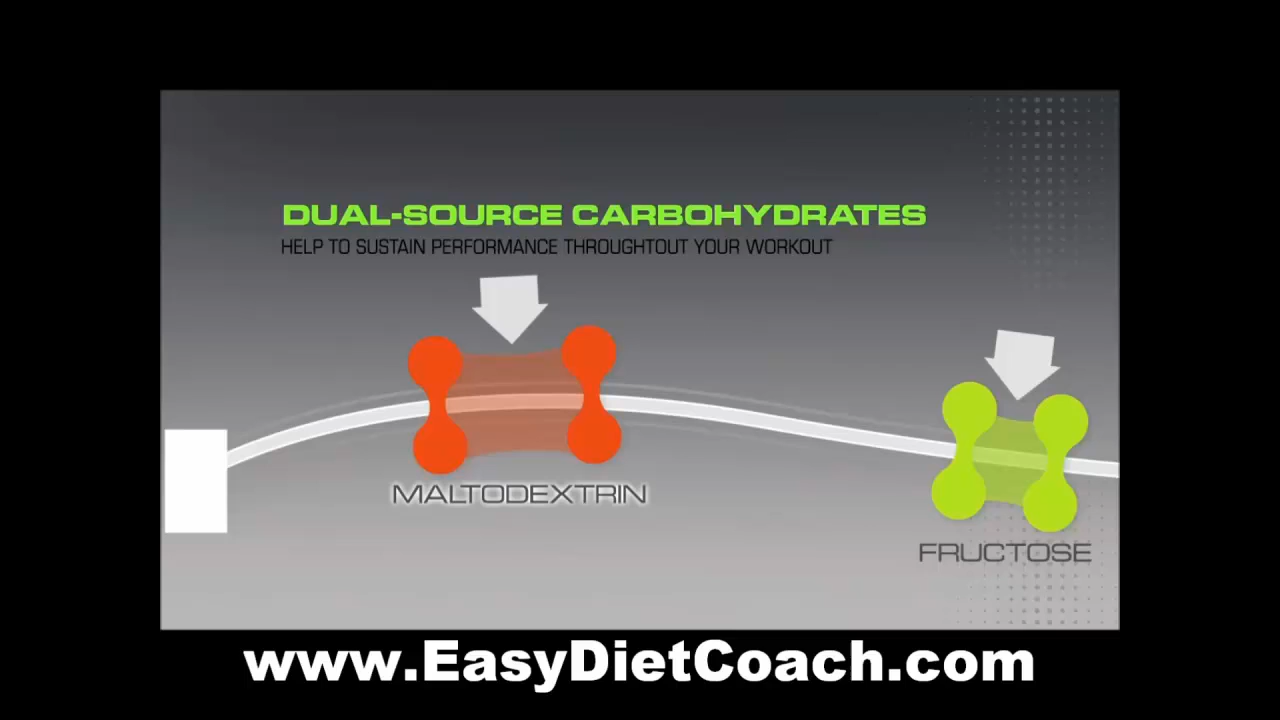 DUAL-SOURCE CARBOHYDRATES
HELP TO SUSTAIN PERFORMANCE THROUGHTOUT YOUR WORKOUT
MALTODEXTRIN
FRUCTOSE
www.EasyDietCoach.com